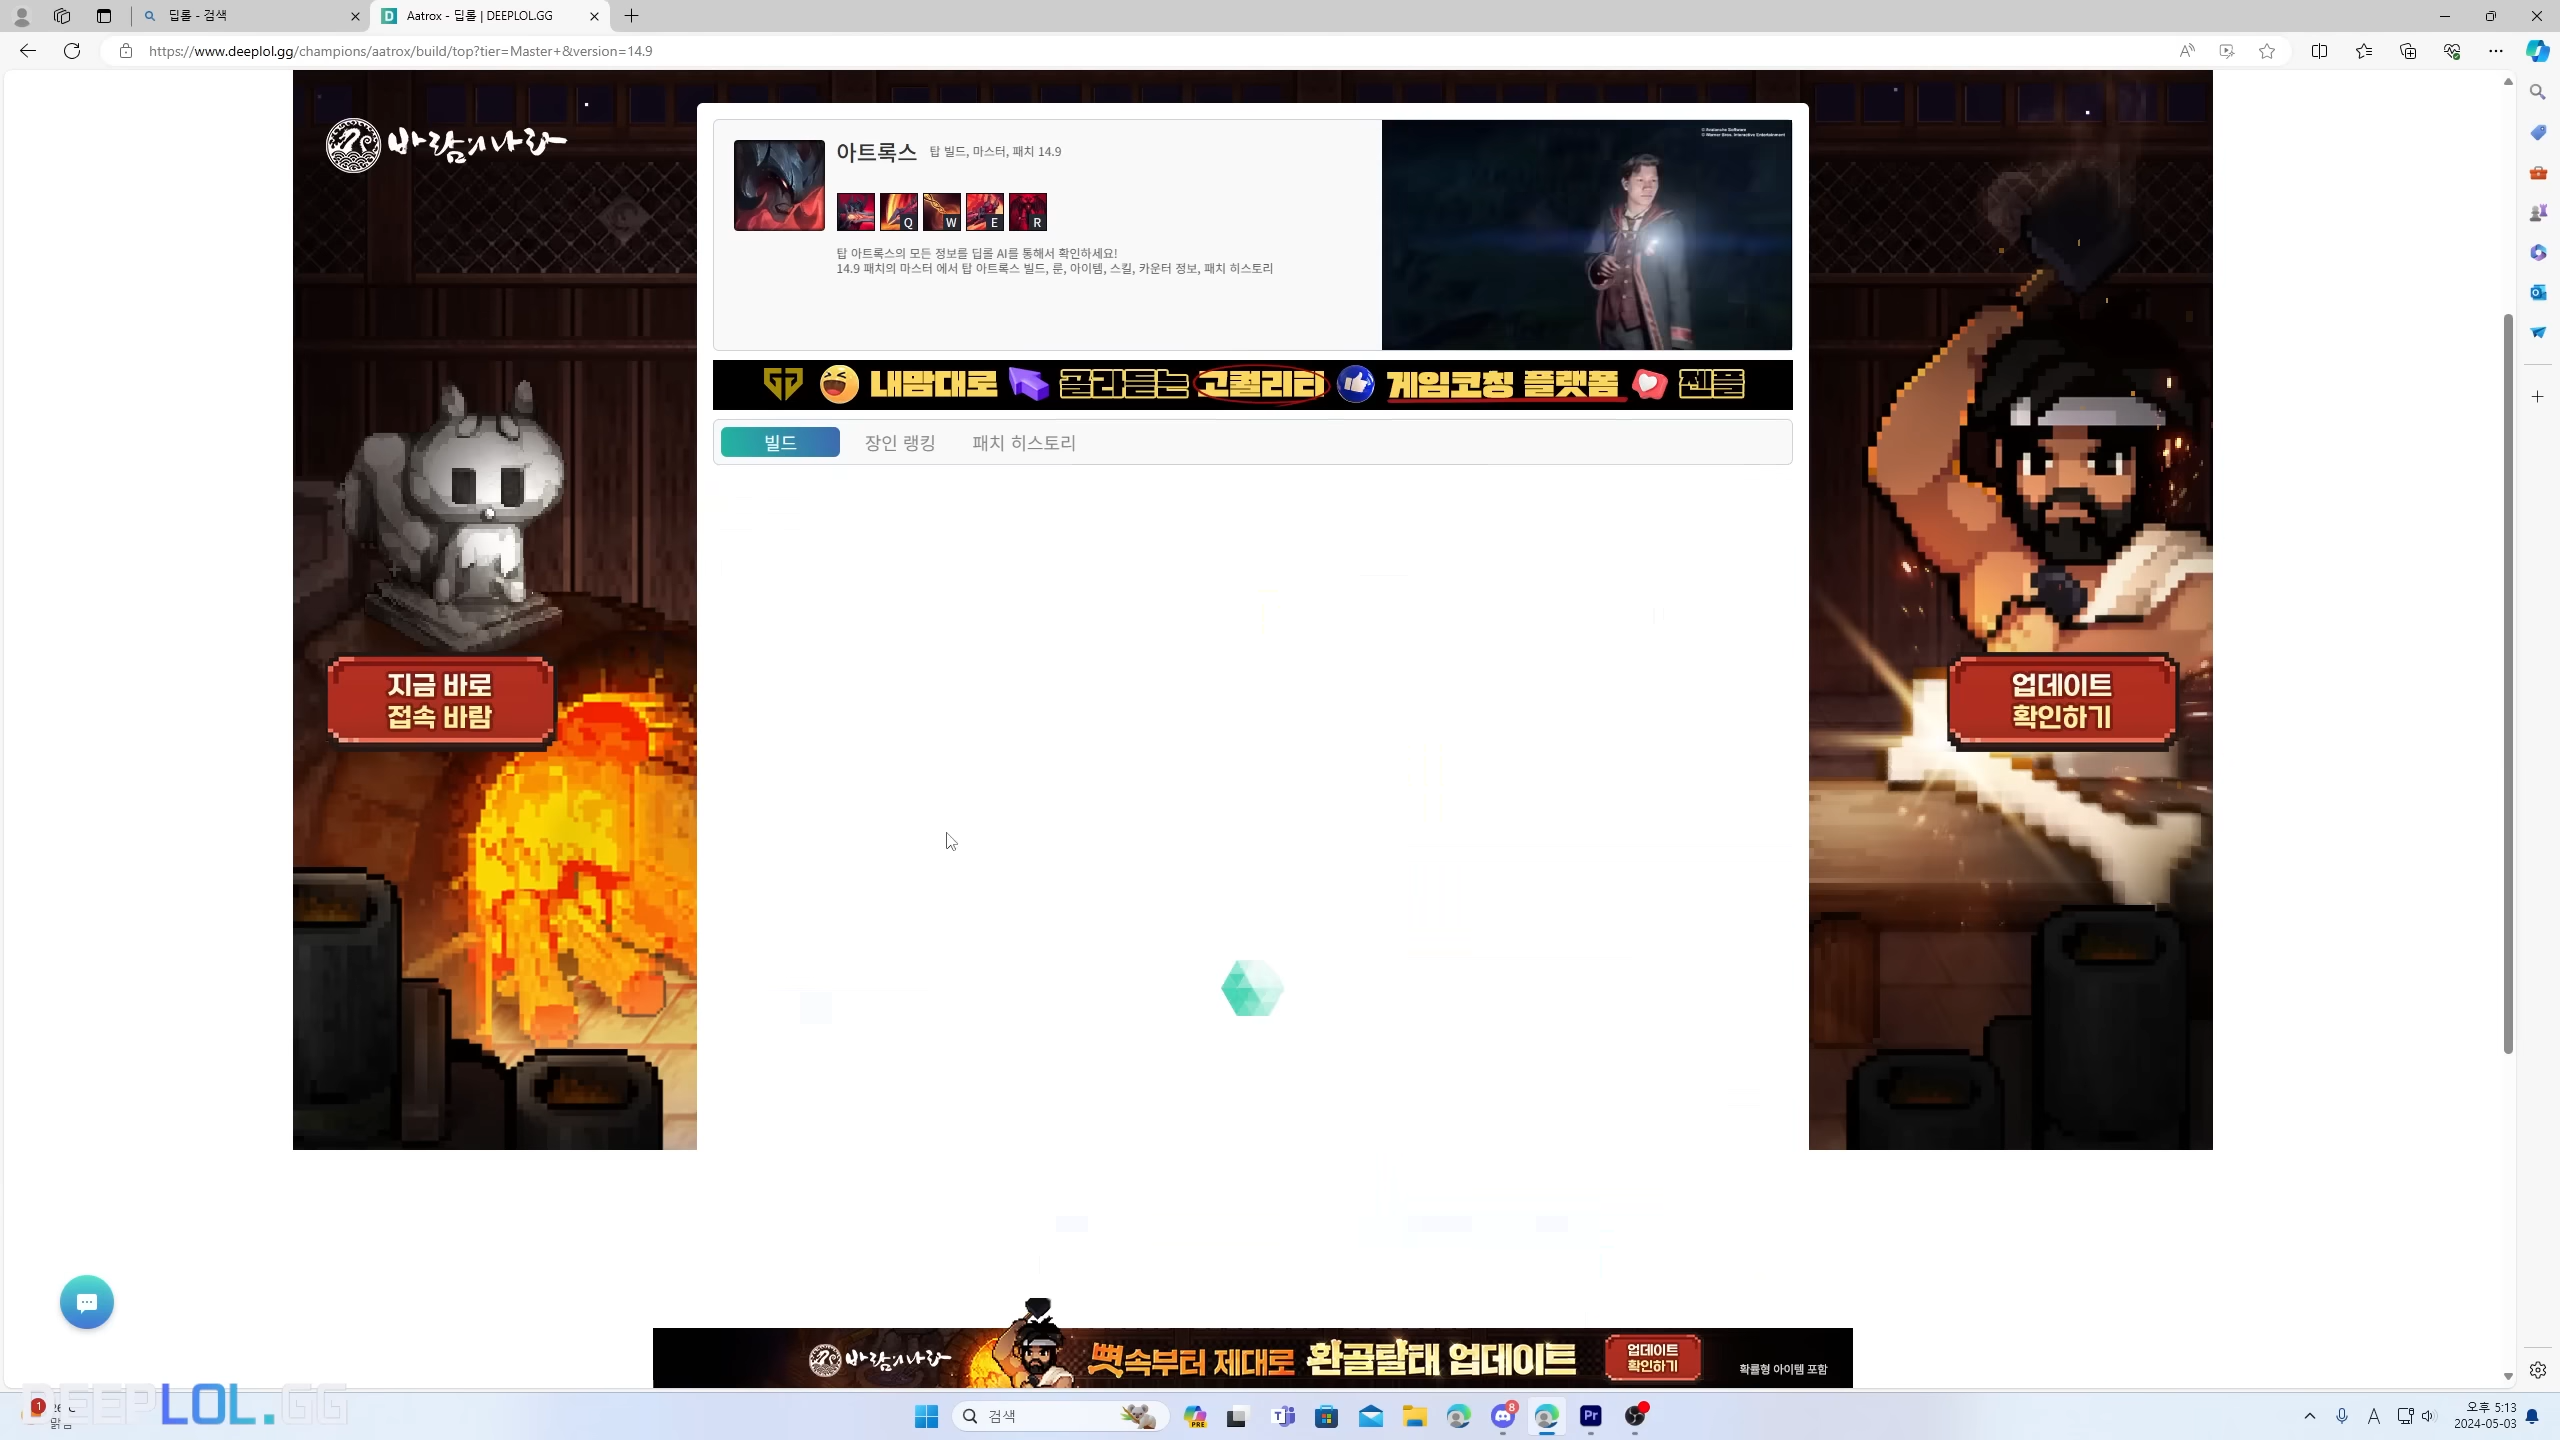 딥롤 - 검색
Aatrox - 딥롤 | DEEPLOL.GG
https://www.deeplol.gg/champions/aatrox/build/top?tier=Master+&version=14.9
바람의나라
아트록스
탑 빌드, 마스터, 패치 14.9
Q
W
E
R
탑 아트록스의 모든 정보를 딥롤 AI를 통해서 확인하세요!
14.9 패치의 마스터 에서 탑 아트록스 빌드, 룬, 아이템, 스킬, 카운터 정보, 패치 히스토리
© Avalanche Software
© Warner Bros. Interactive Entertainment
내맘대로 골라듣는 고퀄리티 게임코칭 플랫폼 젠플
빌드
장인 랭킹
패치 히스토리
지금 바로
접속 바람
업데이트
확인하기
바람의나라
뼛속부터 제대로 환골탈태 업데이트
업데이트
확인하기
확률형 아이템 포함
DEEPLOL.GG
1
검색
PRE
8
Pr
A
오후 5:13
2024-05-03